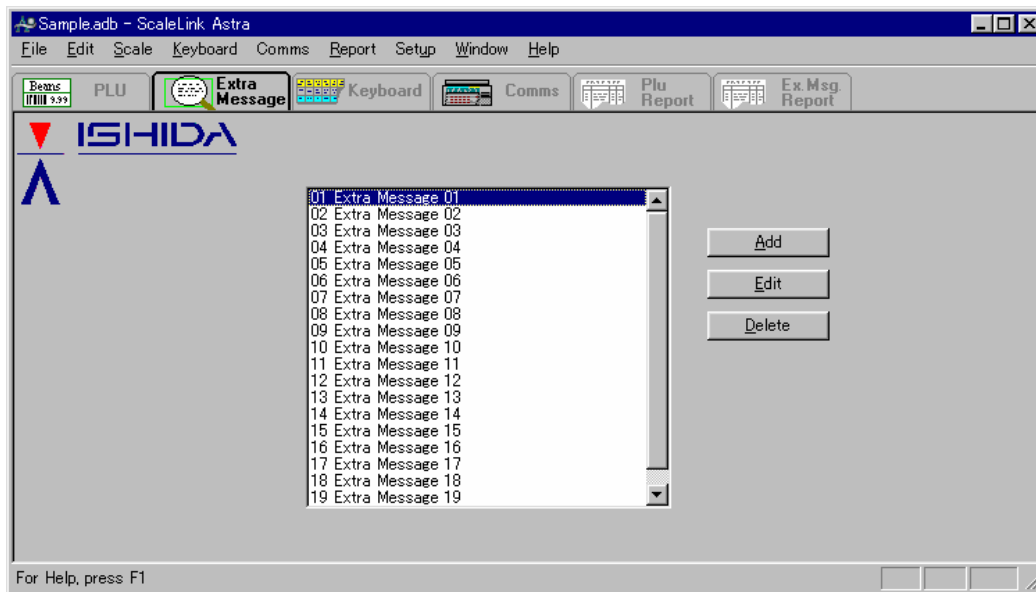 Sample.adb - ScaleLink Astra
File Edit Scale Keyboard Comms Report Setup Window Help
Beans 9.99 PLU Extra Message Keyboard Comms Plu Report Ex.Msg. Report
ISHIDA
01 Extra Message 01
02 Extra Message 02
03 Extra Message 03
04 Extra Message 04
05 Extra Message 05
06 Extra Message 06
07 Extra Message 07
08 Extra Message 08
09 Extra Message 09
10 Extra Message 10
11 Extra Message 11
12 Extra Message 12
13 Extra Message 13
14 Extra Message 14
15 Extra Message 15
16 Extra Message 16
17 Extra Message 17
18 Extra Message 18
19 Extra Message 19
Add
Edit
Delete
For Help, press F1